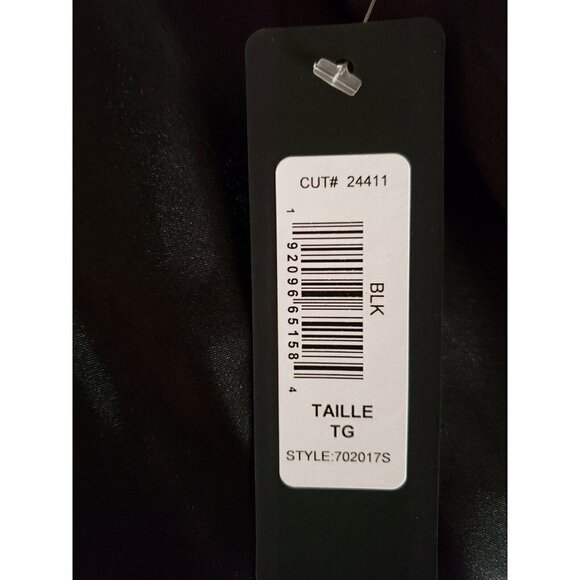 CUT# 24411
1 92096 65158 4
BLK
TAILLE
TG
STYLE:702017S